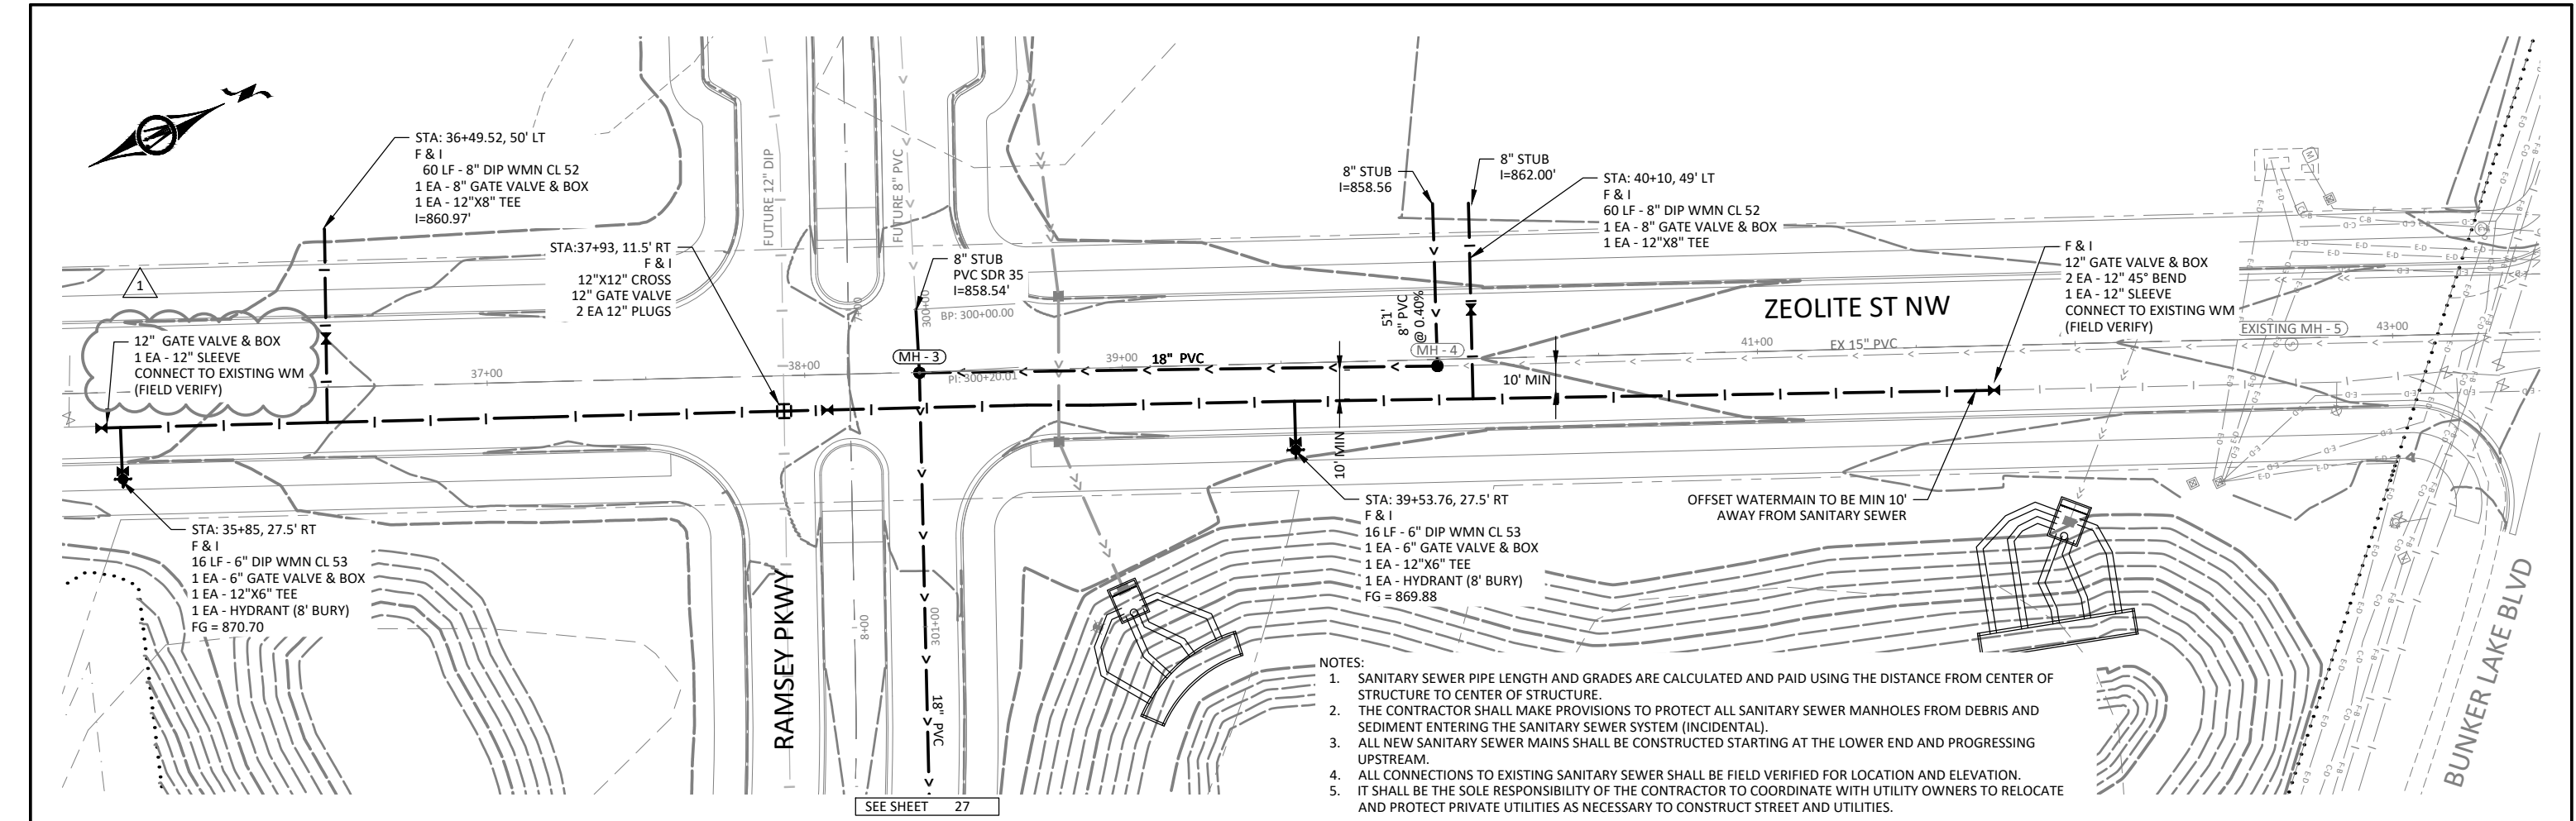 STA: 36+49.52, 50' LT
F & I
60 LF - 8" DIP WMN CL 52
1 EA - 8" GATE VALVE & BOX
1 EA - 12"X8" TEE
I=860.97'
1
12" GATE VALVE & BOX
1 EA - 12" SLEEVE
CONNECT TO EXISTING WM
(FIELD VERIFY)
STA:37+93, 11.5' RT
F & I
12"X12" CROSS
12" GATE VALVE
2 EA 12" PLUGS
FUTURE 12" DIP
FUTURE 8" PVC
8" STUB
PVC SDR 35
I=858.54'
BP: 300+00.00
300+00
7+00
37+00
38+00
MH - 3
PI: 300+20.01
39+00
18" PVC
8" STUB
I=858.56
8" STUB
I=862.00'
51'
8" PVC
@ 0.40%
MH - 4
STA: 40+10, 49' LT
F & I
60 LF - 8" DIP WMN CL 52
1 EA - 8" GATE VALVE & BOX
1 EA - 12"X8" TEE
ZEOLITE ST NW
41+00
EX 15" PVC
10' MIN
10' MIN
F & I
12" GATE VALVE & BOX
2 EA - 12" 45° BEND
1 EA - 12" SLEEVE
CONNECT TO EXISTING WM
(FIELD VERIFY)
EXISTING MH - 5
43+00
S
M
STA: 35+85, 27.5' RT
F & I
16 LF - 6" DIP WMN CL 53
1 EA - 6" GATE VALVE & BOX
1 EA - 12"X6" TEE
1 EA - HYDRANT (8' BURY)
FG = 870.70
RAMSEY PKWY
8+00
301+00
18" PVC
SEE SHEET 27
STA: 39+53.76, 27.5' RT
F & I
16 LF - 6" DIP WMN CL 53
1 EA - 6" GATE VALVE & BOX
1 EA - 12"X6" TEE
1 EA - HYDRANT (8' BURY)
FG = 869.88
OFFSET WATERMAIN TO BE MIN 10'
AWAY FROM SANITARY SEWER
BUNKER LAKE BLVD
NOTES:
1. SANITARY SEWER PIPE LENGTH AND GRADES ARE CALCULATED AND PAID USING THE DISTANCE FROM CENTER OF
STRUCTURE TO CENTER OF STRUCTURE.
2. THE CONTRACTOR SHALL MAKE PROVISIONS TO PROTECT ALL SANITARY SEWER MANHOLES FROM DEBRIS AND
SEDIMENT ENTERING THE SANITARY SEWER SYSTEM (INCIDENTAL).
3. ALL NEW SANITARY SEWER MAINS SHALL BE CONSTRUCTED STARTING AT THE LOWER END AND PROGRESSING
UPSTREAM.
4. ALL CONNECTIONS TO EXISTING SANITARY SEWER SHALL BE FIELD VERIFIED FOR LOCATION AND ELEVATION.
5. IT SHALL BE THE SOLE RESPONSIBILITY OF THE CONTRACTOR TO COORDINATE WITH UTILITY OWNERS TO RELOCATE
AND PROTECT PRIVATE UTILITIES AS NECESSARY TO CONSTRUCT STREET AND UTILITIES.